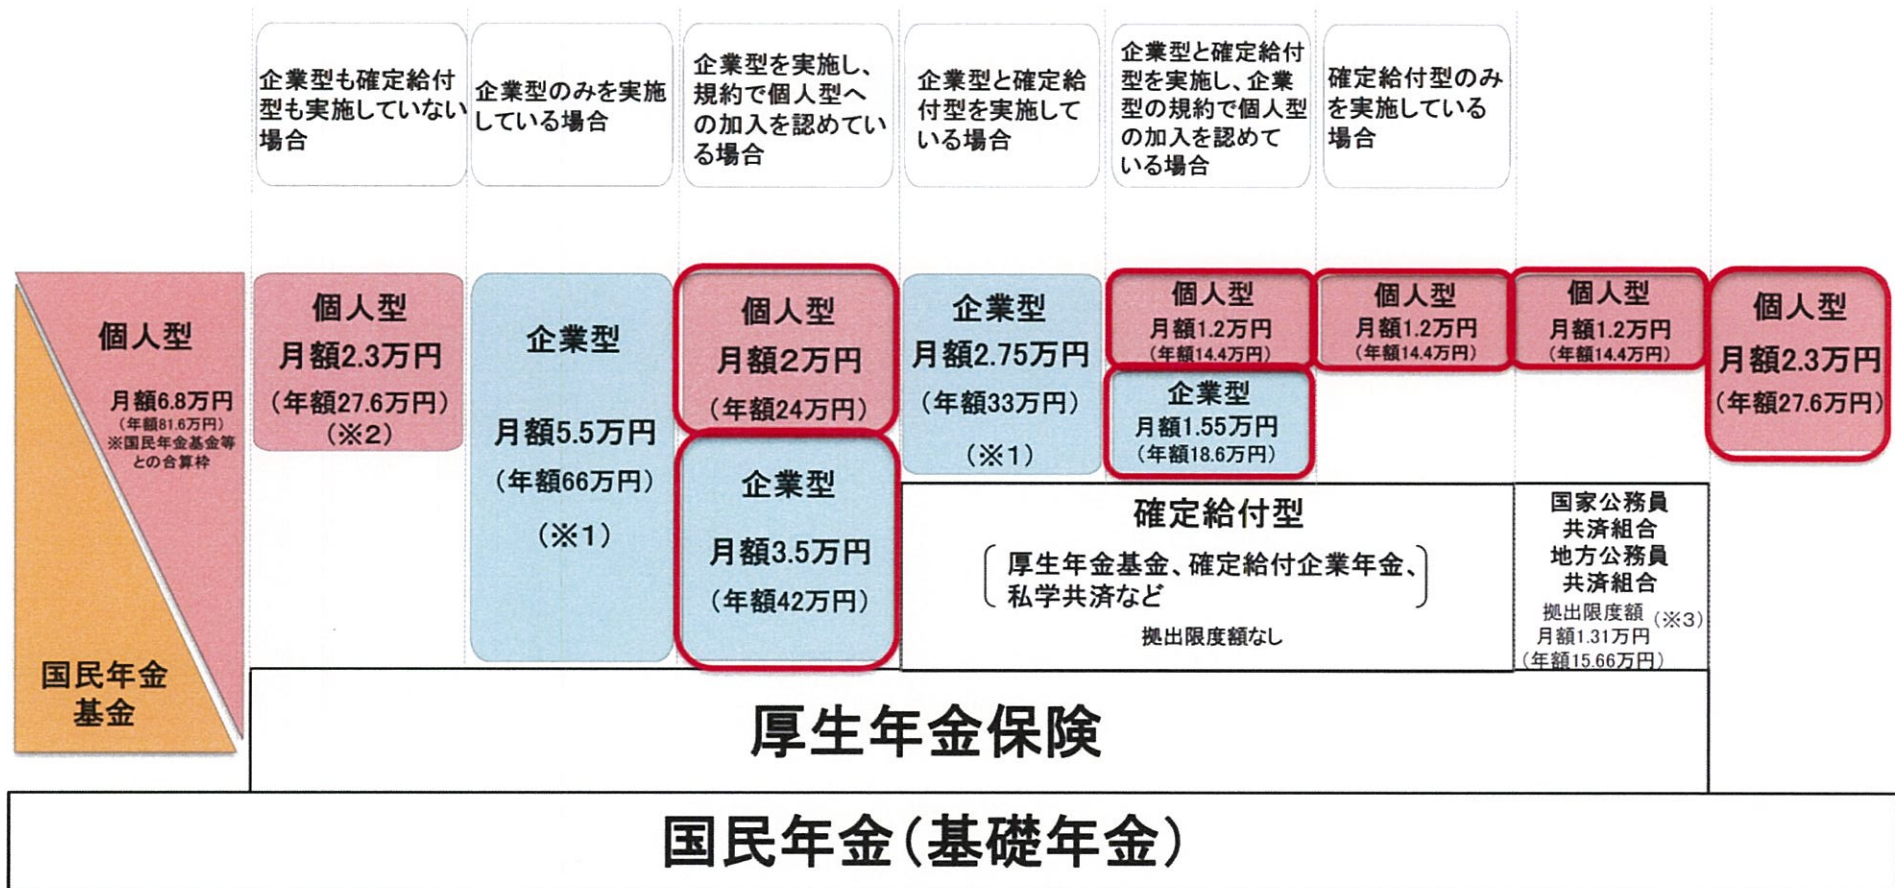 企業型も確定給付
型も実施していない
場合
企業型のみを実施
している場合
企業型を実施し、
規約で個人型へ
の加入を認めてい
る場合
企業型と確定給
付型を実施して
いる場合
企業型と確定給付
型を実施し、企業
型の規約で個人型
の加入を認めて
いる場合
確定給付型のみ
を実施している
場合
個人型
月額6.8万円
（年額81.6万円）
※国民年金基金等
との合算枠
国民年金
基金
個人型
月額2.3万円
（年額27.6万円）
（※2）
企業型
月額5.5万円
（年額66万円）
（※1）
個人型
月額2万円
（年額24万円）
企業型
月額3.5万円
（年額42万円）
企業型
月額2.75万円
（年額33万円）
（※1）
個人型
月額1.2万円
（年額14.4万円）
企業型
月額1.55万円
（年額18.6万円）
個人型
月額1.2万円
（年額14.4万円）
個人型
月額1.2万円
（年額14.4万円）
個人型
月額2.3万円
（年額27.6万円）
確定給付型
厚生年金基金、確定給付企業年金、
私学共済など
拠出限度額なし
国家公務員
共済組合
地方公務員
共済組合
拠出限度額（※3）
月額1.31万円
（年額15.66万円）
厚生年金保険
国民年金（基礎年金）